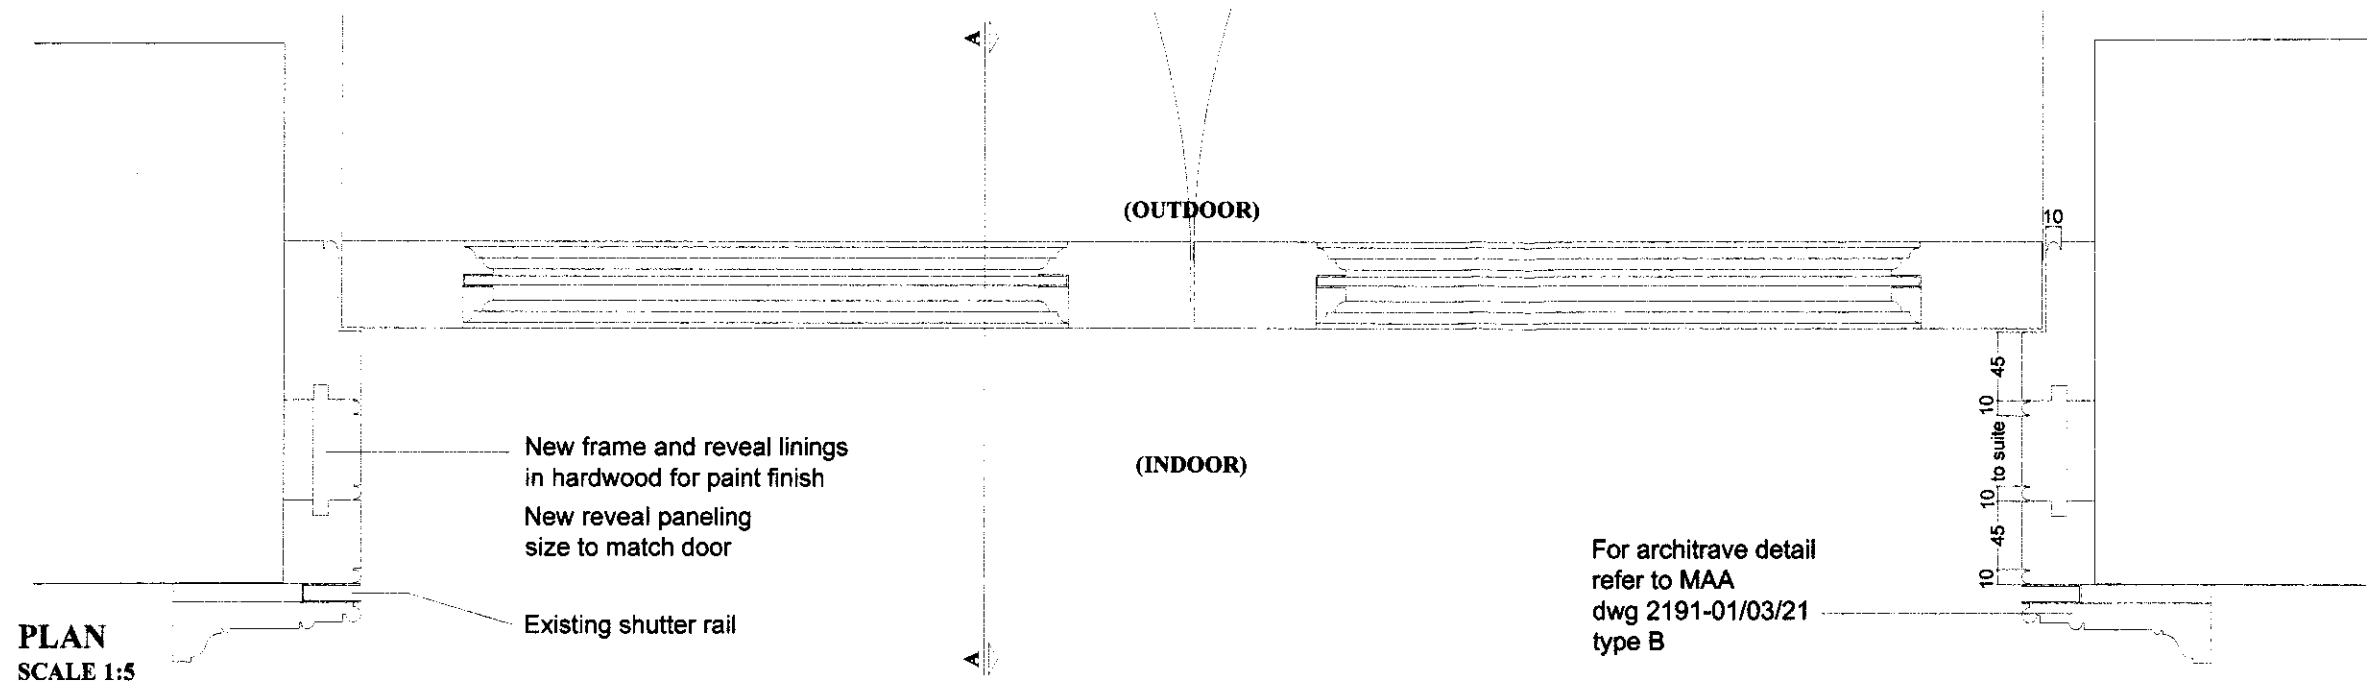 A
(OUTDOOR)
10
45
10
to suite
10
45
10
New frame and reveal linings
in hardwood for paint finish
New reveal paneling
size to match door
(INDOOR)
For architrave detail
refer to MAA
dwg 2191-01/03/21
type B
Existing shutter rail
A
PLAN
SCALE 1:5